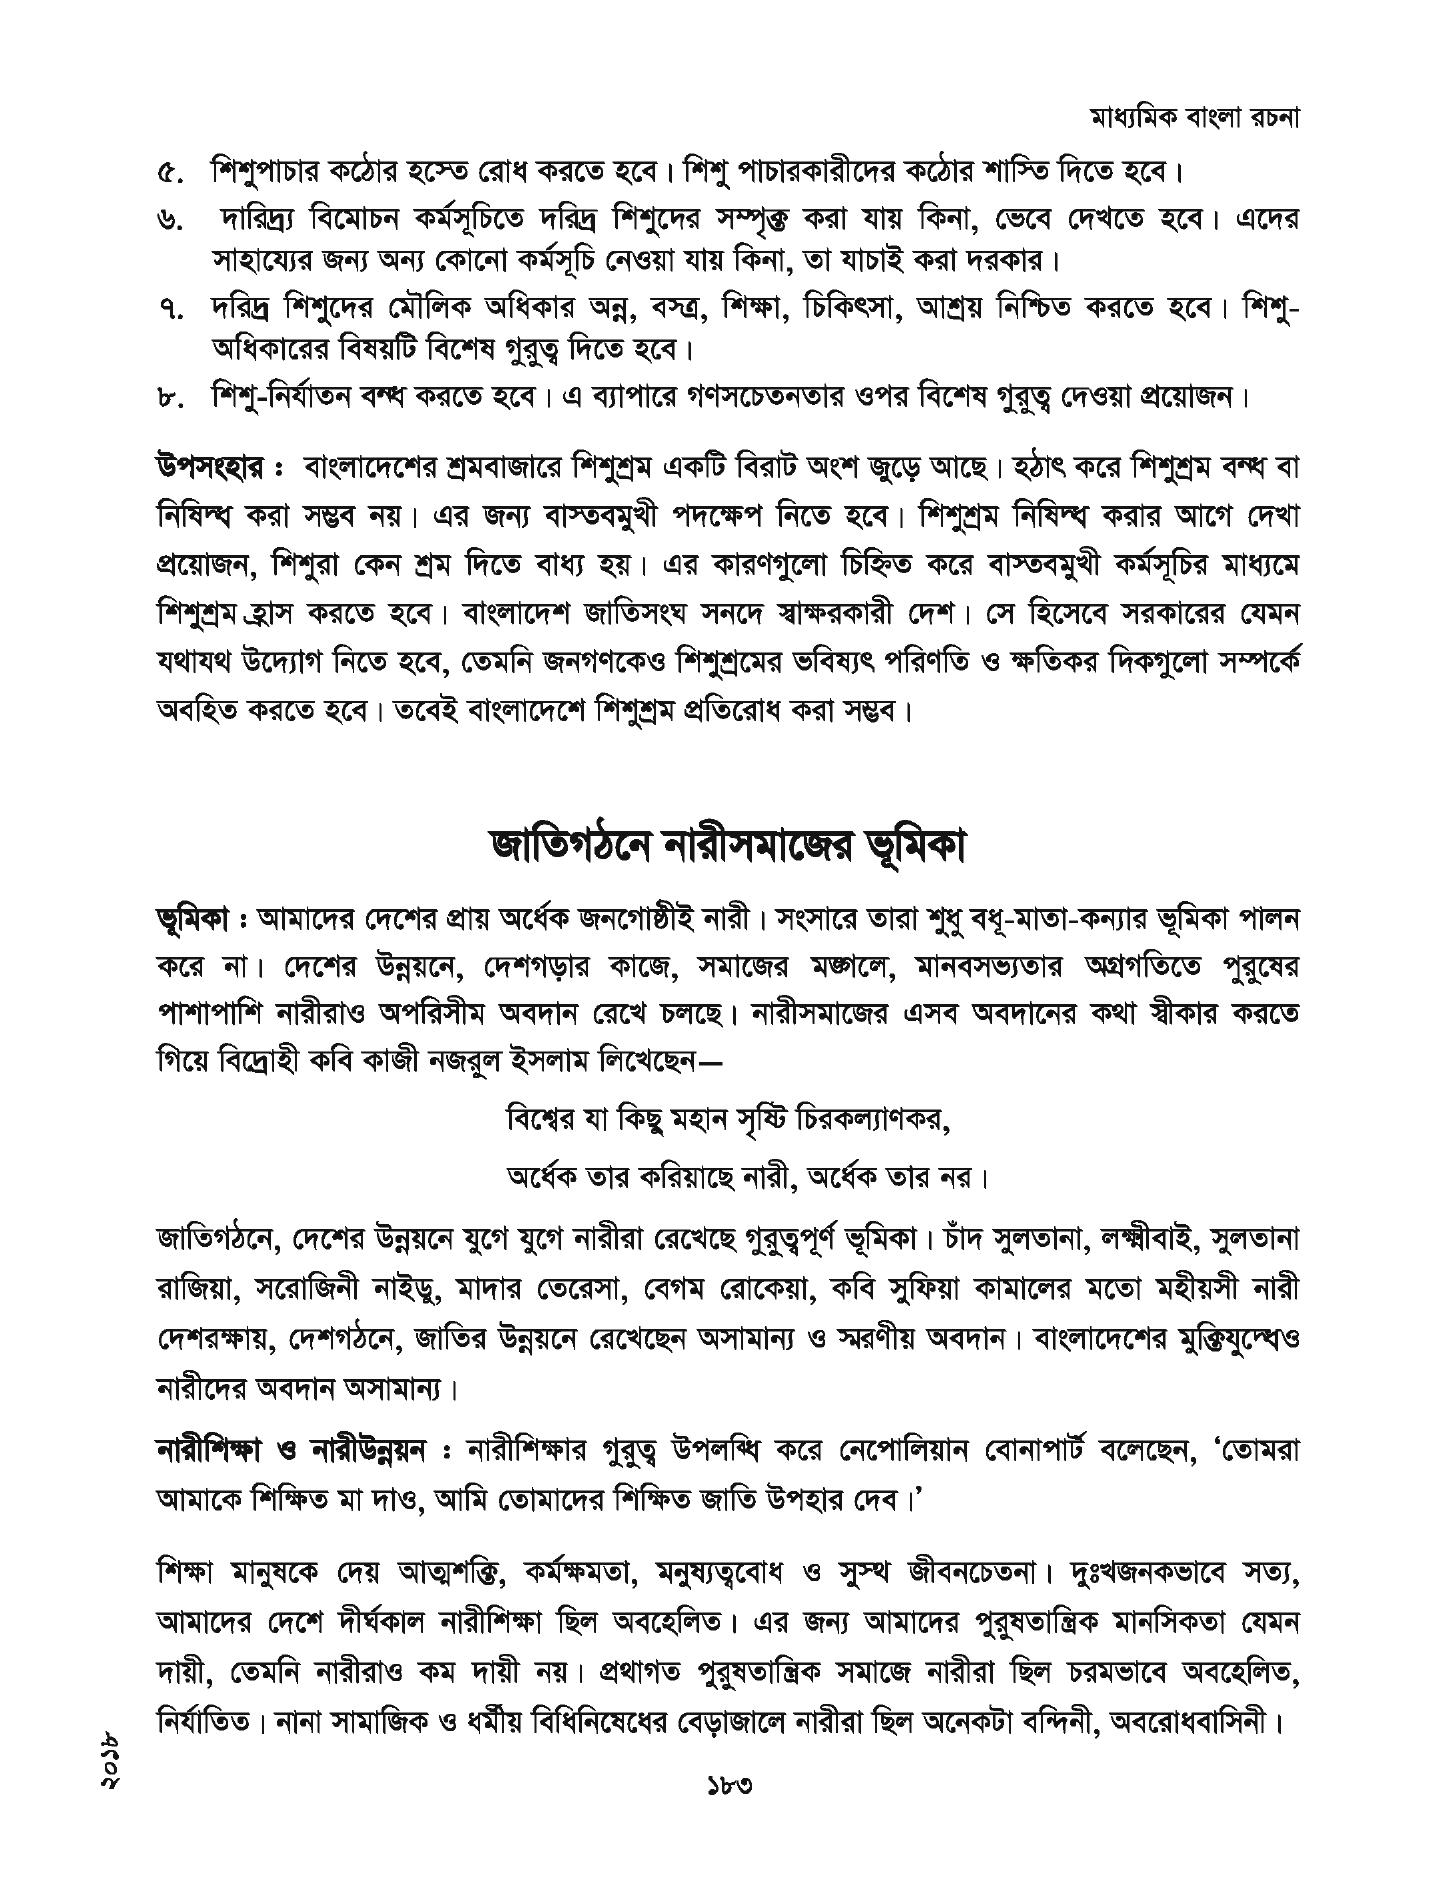 মাধ্যমিক বাংলা রচনা
৫. শিশুপাচার কঠোর হস্তে রোধ করতে হবে। শিশু পাচারকারীদের কঠোর শাস্তি দিতে হবে।
৬. দারিদ্র্য বিমোচন কর্মসূচিতে দরিদ্র শিশুদের সম্পৃক্ত করা যায় কিনা, ভেবে দেখতে হবে। এদের
সাহায্যের জন্য অন্য কোনো কর্মসূচি নেওয়া যায় কিনা, তা যাচাই করা দরকার।
৭. দরিদ্র শিশুদের মৌলিক অধিকার অন্ন, বস্ত্র, শিক্ষা, চিকিৎসা, আশ্রয় নিশ্চিত করতে হবে। শিশু-
অধিকারের বিষয়টি বিশেষ গুরুত্ব দিতে হবে।
৮. শিশু-নির্যাতন বন্ধ করতে হবে। এ ব্যাপারে গণসচেতনতার ওপর বিশেষ গুরুত্ব দেওয়া প্রয়োজন।
উপসংহার : বাংলাদেশের শ্রমবাজারে শিশুশ্রম একটি বিরাট অংশ জুড়ে আছে। হঠাৎ করে শিশুশ্রম বন্ধ বা
নিষিদ্ধ করা সম্ভব নয়। এর জন্য বাস্তবমুখী পদক্ষেপ নিতে হবে। শিশুশ্রম নিষিদ্ধ করার আগে দেখা
প্রয়োজন, শিশুরা কেন শ্রম দিতে বাধ্য হয়। এর কারণগুলো চিহ্নিত করে বাস্তবমুখী কর্মসূচির মাধ্যমে
শিশুশ্রম হ্রাস করতে হবে। বাংলাদেশ জাতিসংঘ সনদে স্বাক্ষরকারী দেশ। সে হিসেবে সরকারের যেমন
যথাযথ উদ্যোগ নিতে হবে, তেমনি জনগণকেও শিশুশ্রমের ভবিষ্যৎ পরিণতি ও ক্ষতিকর দিকগুলো সম্পর্কে
অবহিত করতে হবে। তবেই বাংলাদেশে শিশুশ্রম প্রতিরোধ করা সম্ভব।
জাতিগঠনে নারীসমাজের ভূমিকা
ভূমিকা : আমাদের দেশের প্রায় অর্ধেক জনগোষ্ঠীই নারী। সংসারে তারা শুধু বধূ-মাতা-কন্যার ভূমিকা পালন
করে না। দেশের উন্নয়নে, দেশগড়ার কাজে, সমাজের মঙ্গলে, মানবসভ্যতার অগ্রগতিতে পুরুষের
পাশাপাশি নারীরাও অপরিসীম অবদান রেখে চলছে। নারীসমাজের এসব অবদানের কথা স্বীকার করতে
গিয়ে বিদ্রোহী কবি কাজী নজরুল ইসলাম লিখেছেন—
বিশ্বের যা কিছু মহান সৃষ্টি চিরকল্যাণকর,
অর্ধেক তার করিয়াছে নারী, অর্ধেক তার নর।
জাতিগঠনে, দেশের উন্নয়নে যুগে যুগে নারীরা রেখেছে গুরুত্বপূর্ণ ভূমিকা। চাঁদ সুলতানা, লক্ষ্মীবাই, সুলতানা
রাজিয়া, সরোজিনী নাইডু, মাদার তেরেসা, বেগম রোকেয়া, কবি সুফিয়া কামালের মতো মহীয়সী নারী
দেশরক্ষায়, দেশগঠনে, জাতির উন্নয়নে রেখেছেন অসামান্য ও স্মরণীয় অবদান। বাংলাদেশের মুক্তিযুদ্ধেও
নারীদের অবদান অসামান্য।
নারীশিক্ষা ও নারীউন্নয়ন : নারীশিক্ষার গুরুত্ব উপলব্ধি করে নেপোলিয়ান বোনাপার্ট বলেছেন, ‘তোমরা
আমাকে শিক্ষিত মা দাও, আমি তোমাদের শিক্ষিত জাতি উপহার দেব।’
শিক্ষা মানুষকে দেয় আত্মশক্তি, কর্মক্ষমতা, মনুষ্যত্ববোধ ও সুস্থ জীবনচেতনা। দুঃখজনকভাবে সত্য,
আমাদের দেশে দীর্ঘকাল নারীশিক্ষা ছিল অবহেলিত। এর জন্য আমাদের পুরুষতান্ত্রিক মানসিকতা যেমন
দায়ী, তেমনি নারীরাও কম দায়ী নয়। প্রথাগত পুরুষতান্ত্রিক সমাজে নারীরা ছিল চরমভাবে অবহেলিত,
নির্যাতিত। নানা সামাজিক ও ধর্মীয় বিধিনিষেধের বেড়াজালে নারীরা ছিল অনেকটা বন্দিনী, অবরোধবাসিনী।
২০১৮
১৮৩